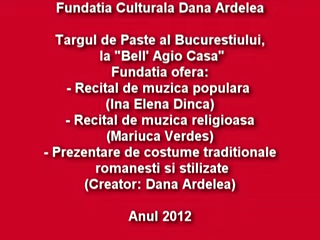 Fundatia Culturala Dana Ardelea
Targul de Paste al Bucurestiului,
la "Bell' Agio Casa"
Fundatia ofera:
- Recital de muzica populara
(Ina Elena Dinca)
- Recital de muzica religioasa
(Mariuca Verdes)
- Prezentare de costume traditionale
romanesti si stilizate
(Creator: Dana Ardelea)
Anul 2012